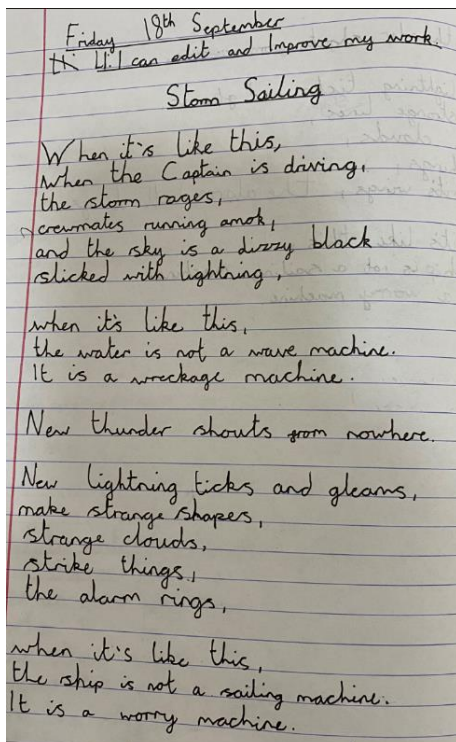 Friday 18th September
LI: I can edit and Improve my work.
Storm Sailing
When it's like this,
when the Captain is driving,
the storm rages,
crewmates running amok,
and the sky is a dizzy black
slicked with lightning,
when it's like this,
the water is not a wave machine.
It is a wreckage machine.
New thunder shouts from nowhere.
New lightning ticks and gleams,
make strange shapes,
strange clouds,
strike things,
the alarm rings,
when it's like this,
the ship is not a sailing machine.
It is a worry machine.